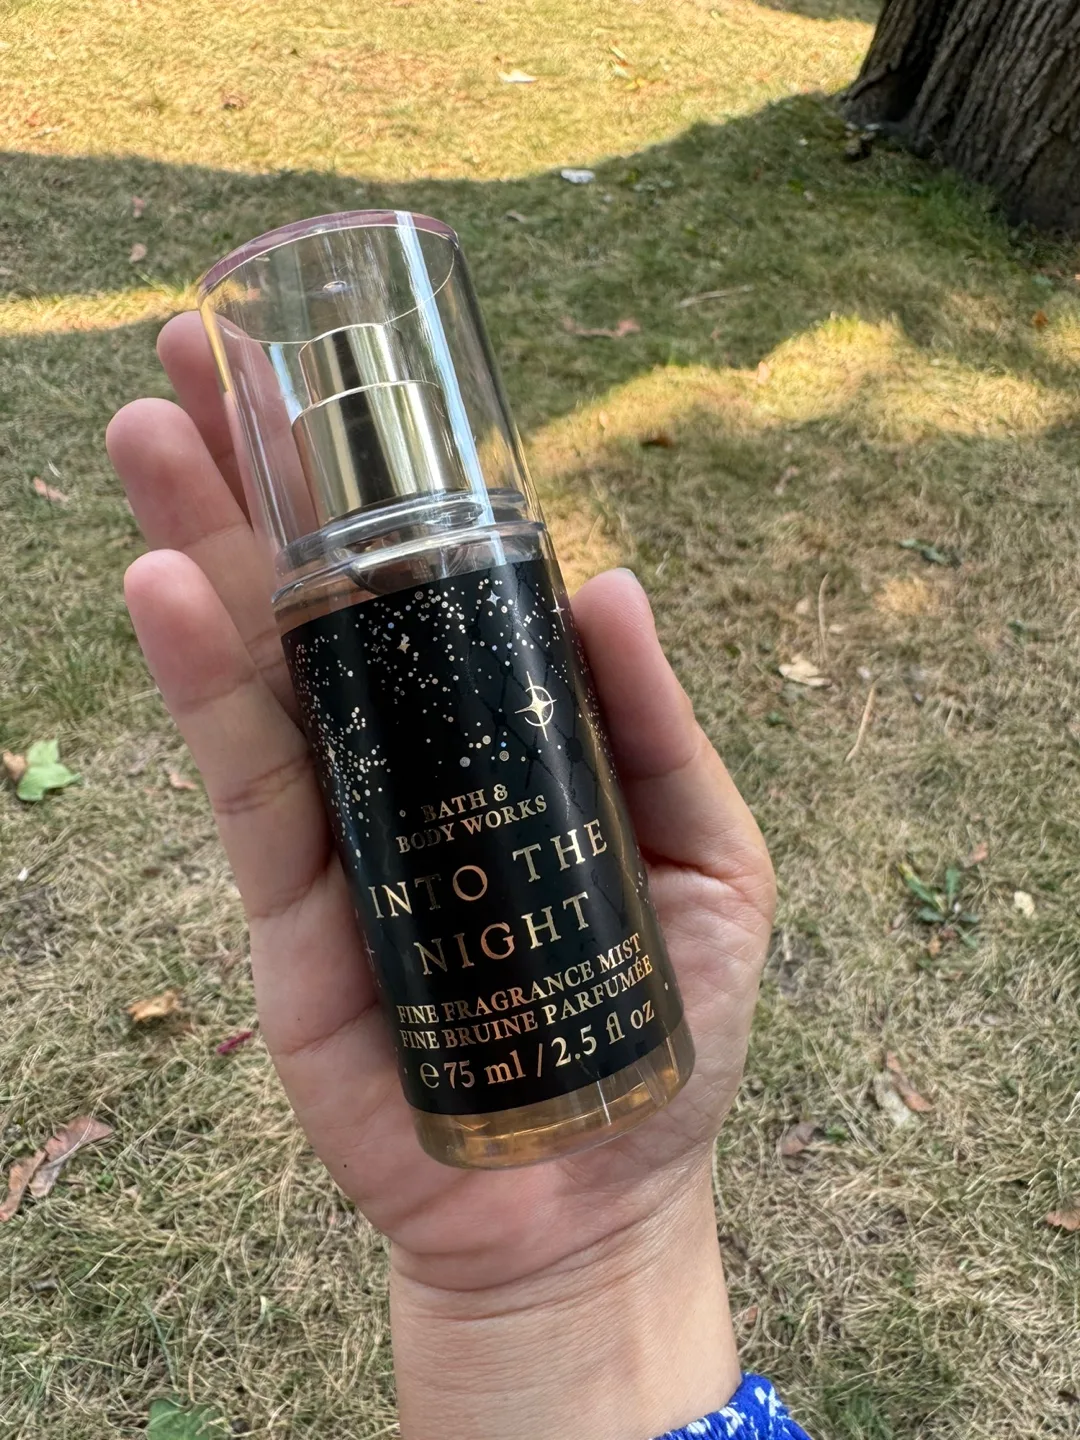 BATH &
BODY WORKS
INTO THE
NIGHT
FINE FRAGRANCE MIST
FINE BRUINE PARFUMÉE
℮ 75 ml / 2.5 fl oz